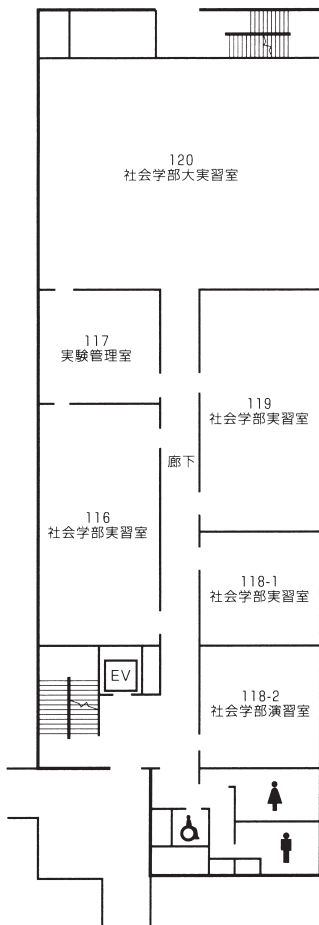 120
社会学部大実習室
117
実験管理室
119
社会学部実習室
廊下
116
社会学部実習室
118-1
社会学部実習室
EV
118-2
社会学部演習室